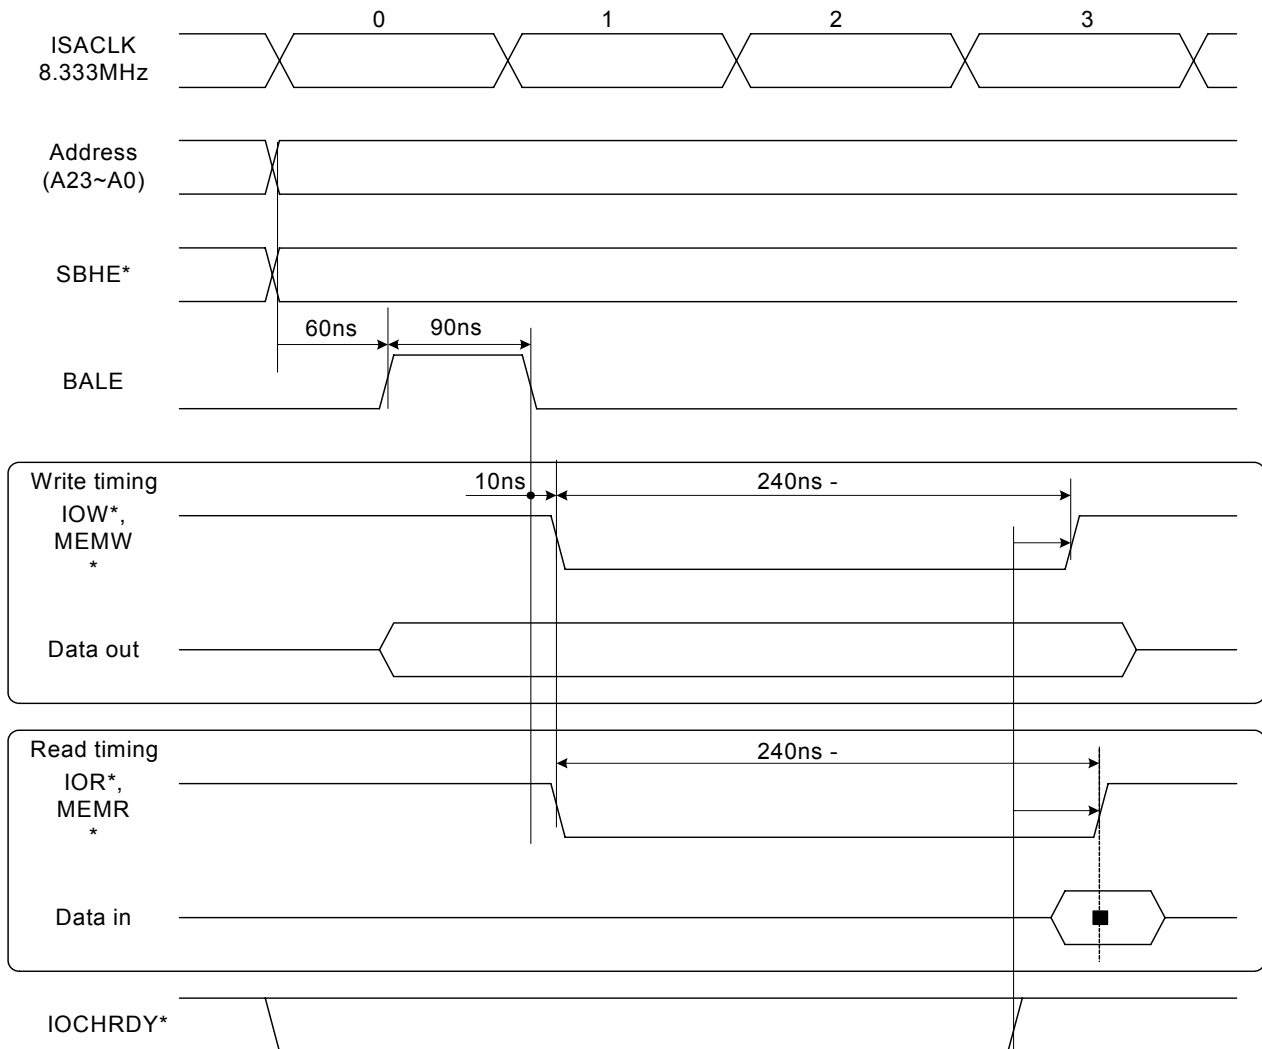 0 1 2 3
ISACLK
8.333MHz
Address
(A23~A0)
SBHE*
60ns 90ns
BALE
Write timing
10ns 240ns -
IOW*,
MEMW
*
Data out
Read timing
240ns -
IOR*,
MEMR
*
Data in
IOCHRDY*